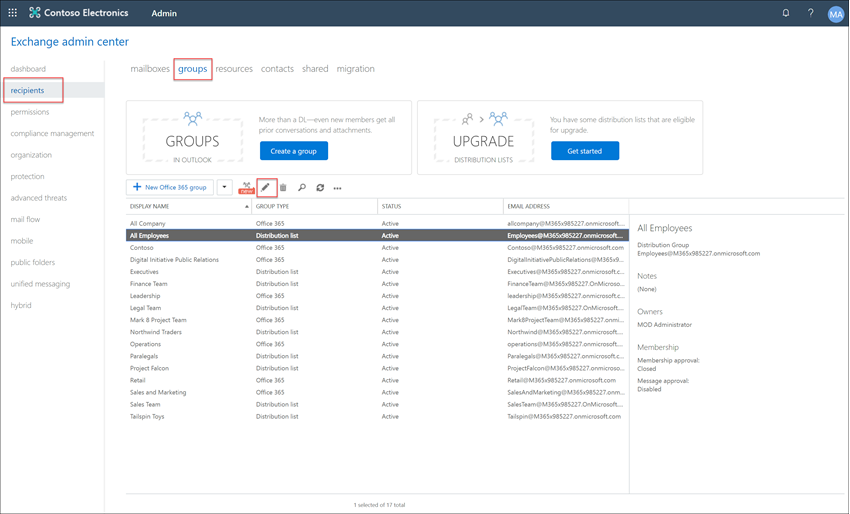 Contoso Electronics Admin ? MA
Exchange admin center
dashboard
recipients
permissions
compliance management
organization
protection
advanced threats
mail flow
mobile
public folders
unified messaging
hybrid
mailboxes groups resources contacts shared migration
GROUPS
IN OUTLOOK
More than a DL—even new members get all
prior conversations and attachments.
Create a group
UPGRADE
DISTRIBUTION LISTS
You have some distribution lists that are eligible
for upgrade.
Get started
New Office 365 group new
DISPLAY NAME GROUP TYPE STATUS EMAIL ADDRESS
All Company Office 365 Active allcompany@M365x985227.onmicrosoft....
All Employees Distribution list Active Employees@M365x985227.onmicrosoft....
Contoso Office 365 Active Contoso@M365x985227.onmicrosoft.com
Digital Initiative Public Relations Office 365 Active DigitalInitiativePublicRelations@M365x9...
Executives Distribution list Active Executives@M365x985227.onmicrosoft....
Finance Team Distribution list Active FinanceTeam@M365x985227.OnMicros...
Leadership Office 365 Active leadership@M365x985227.onmicrosoft....
Legal Team Distribution list Active LegalTeam@M365x985227.OnMicrosoft...
Mark 8 Project Team Office 365 Active Mark8ProjectTeam@M365x985227.onmi...
Northwind Traders Distribution list Active Northwind@M365x985227.onmicrosoft....
Operations Office 365 Active operations@M365x985227.onmicrosoft....
Paralegals Distribution list Active Paralegals@M365x985227.onmicrosoft.c...
Project Falcon Distribution list Active ProjectFalcon@M365x985227.onmicroso...
Retail Office 365 Active Retail@M365x985227.onmicrosoft.com
Sales and Marketing Office 365 Active SalesAndMarketing@M365x985227.onmi...
Sales Team Distribution list Active SalesTeam@M365x985227.OnMicrosoft....
Tailspin Toys Distribution list Active Tailspin@M365x985227.onmicrosoft.com
All Employees
Distribution Group
Employees@M365x985227.onmicrosoft.com
Notes
(None)
Owners
MOD Administrator
Membership
Membership approval:
Closed
Message approval:
Disabled
1 selected of 17 total